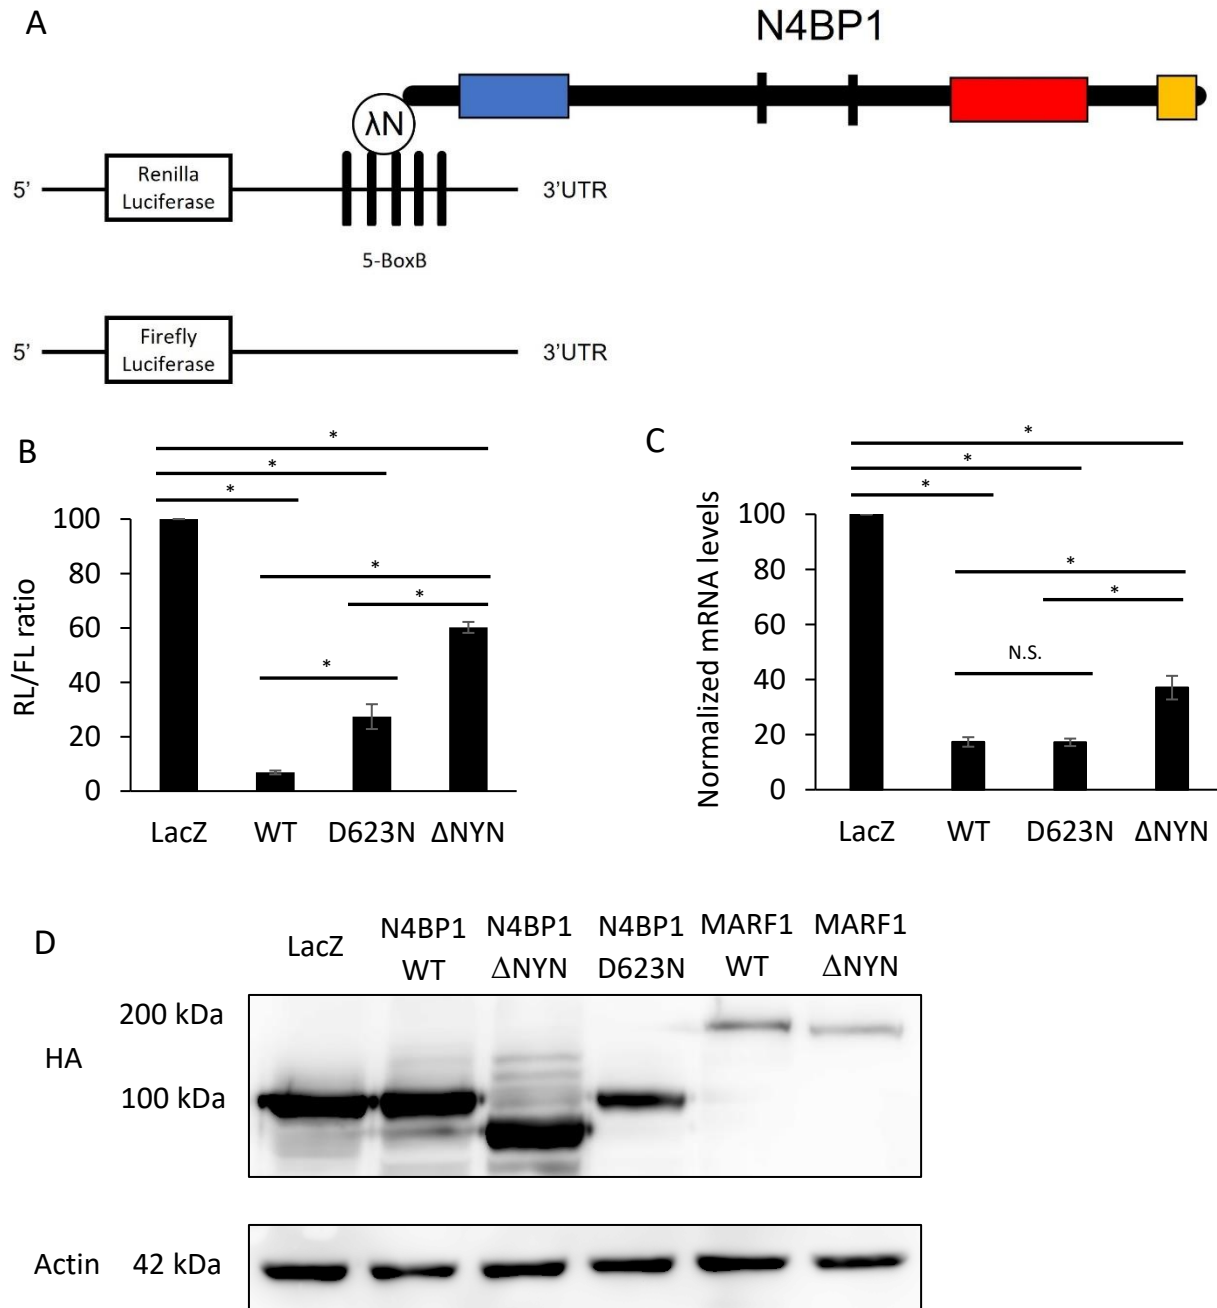 A
N4BP1
λN
5' Renilla Luciferase 3'UTR
5-BoxB
5' Firefly Luciferase 3'UTR
B
*
*
*
*
*
*
RL/FL ratio
100
80
60
40
20
0
LacZ WT D623N ΔNYN
C
*
*
*
*
*
N.S.
Normalized mRNA levels
100
80
60
40
20
0
LacZ WT D623N ΔNYN
D
LacZ N4BP1 WT N4BP1 ΔNYN N4BP1 D623N MARF1 WT MARF1 ΔNYN
200 kDa
HA
100 kDa
Actin 42 kDa